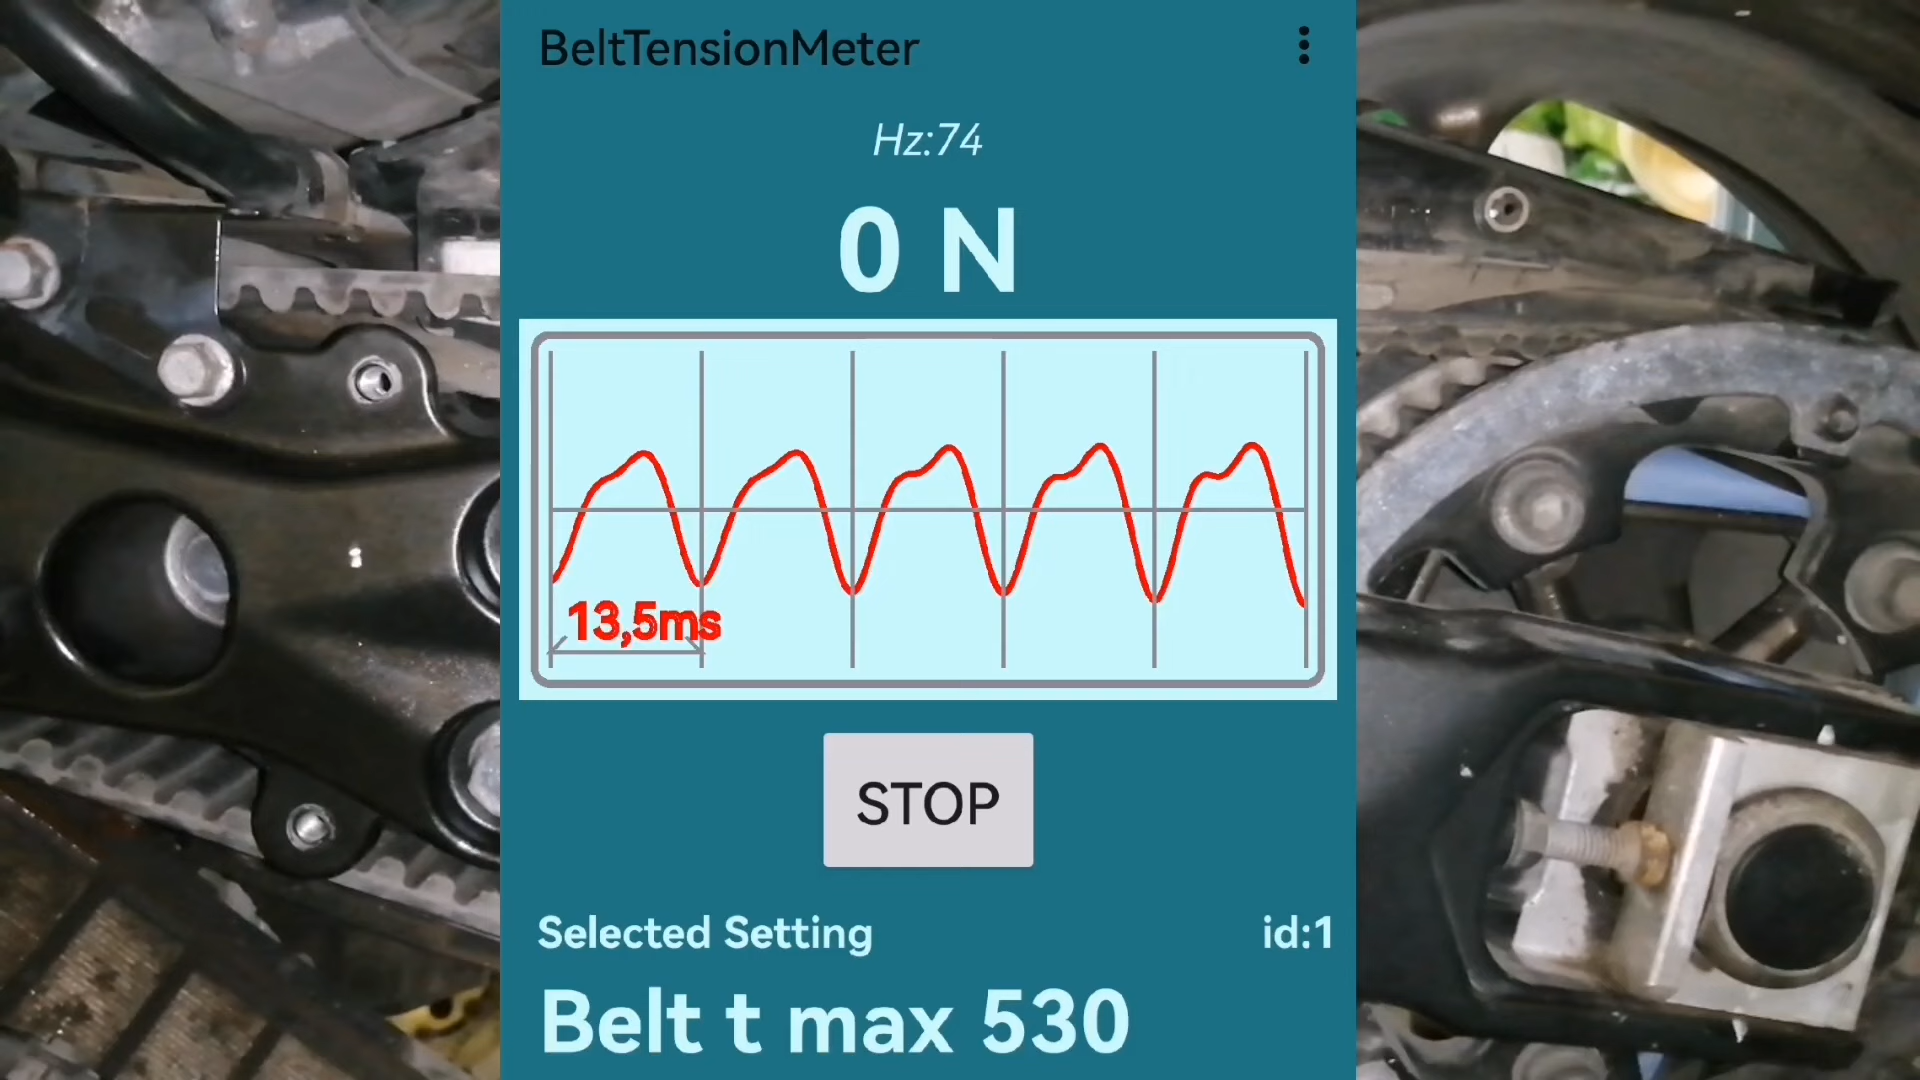 BeltTensionMeter
Hz:74
0 N
13,5ms
STOP
Selected Setting
id:1
Belt t max 530